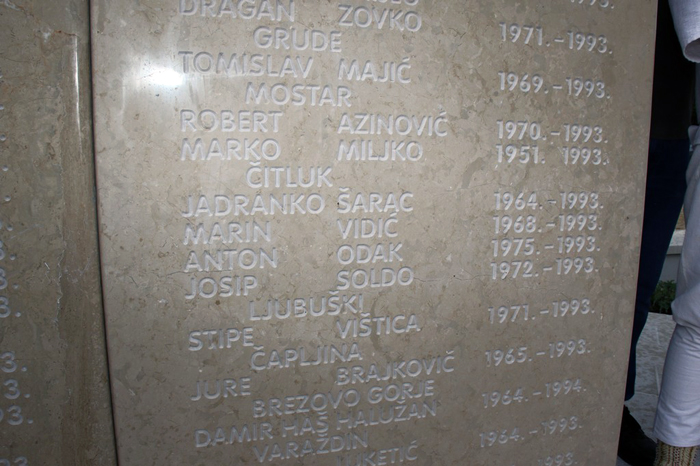 1993.
DRAGAN ZOVKO 1971.-1993.
GRUDE
TOMISLAV MAJIĆ 1969.-1993.
MOSTAR
ROBERT AZINOVIĆ 1970.-1993.
MARKO MILJKO 1951. 1993.
ČITLUK
JADRANKO ŠARAC 1964.-1993.
MARIN VIDIĆ 1968.-1993.
ANTON ODAK 1975.-1993.
JOSIP SOLDO 1972.-1993.
LJUBUŠKI
STIPE VIŠTICA 1971.-1993.
ČAPLJINA
JURE BRAJKOVIĆ 1965.-1993.
BREZOVO GORJE
DAMIR HAS HALUŽAN 1964.-1994.
VARAŽDIN
1964.-1993.